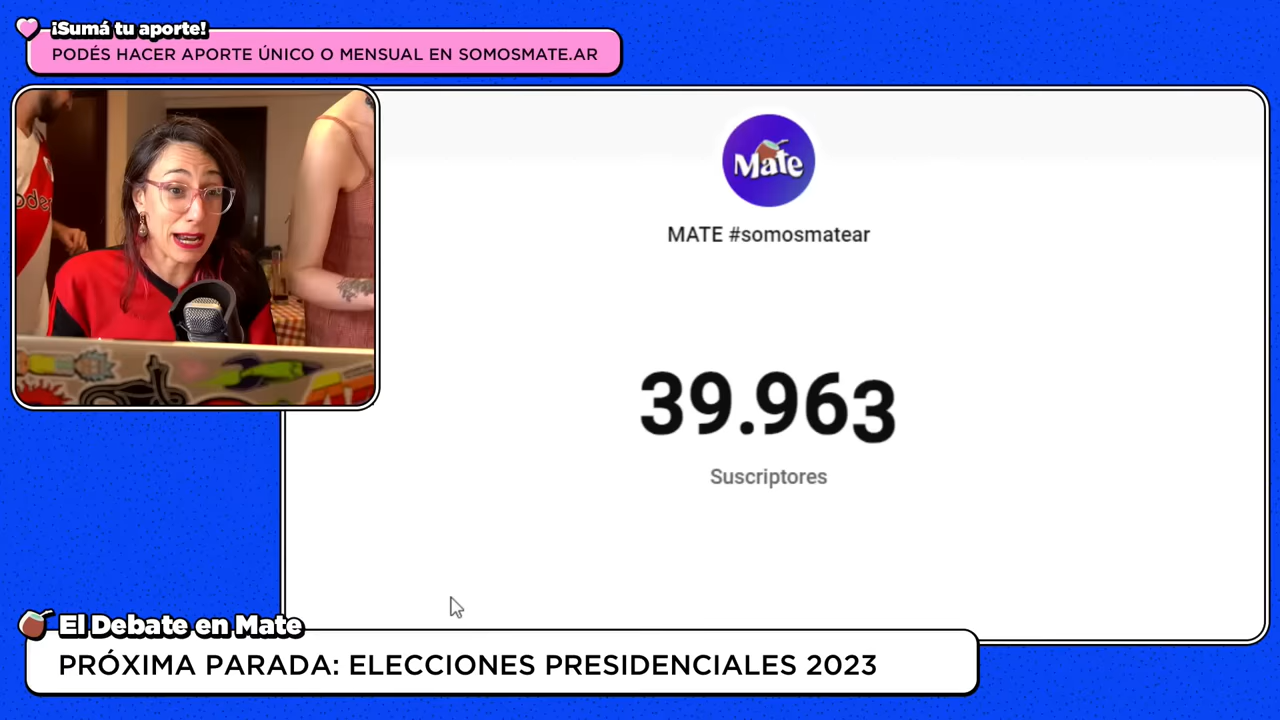 ¡Sumá tu aporte!
PODÉS HACER APORTE ÚNICO O MENSUAL EN SOMOSMATE.AR
Mate
MATE #somosmatear
39.963
Suscriptores
El Debate en Mate
PRÓXIMA PARADA: ELECCIONES PRESIDENCIALES 2023